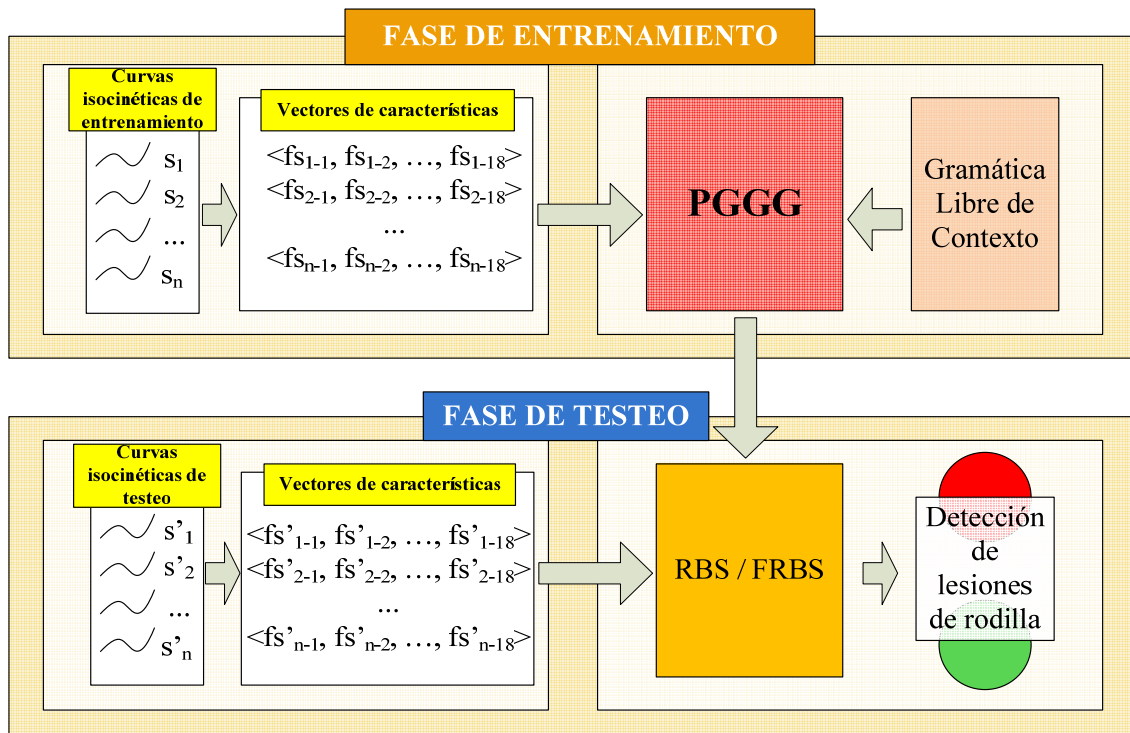 FASE DE ENTRENAMIENTO
Curvas
isocinéticas de
entrenamiento
s1
s2
...
sn
Vectores de características
<fs1-1, fs1-2, …, fs1-18>
<fs2-1, fs2-2, …, fs2-18>
...
<fsn-1, fsn-2, …, fsn-18>
PGGG
Gramática
Libre de
Contexto
FASE DE TESTEO
Curvas
isocinéticas de
testeo
s’1
s’2
...
s’n
Vectores de características
<fs’1-1, fs’1-2, …, fs’1-18>
<fs’2-1, fs’2-2, …, fs’2-18>
...
<fs’n-1, fs’n-2, …, fs’n-18>
RBS / FRBS
Detección
de
lesiones
de rodilla